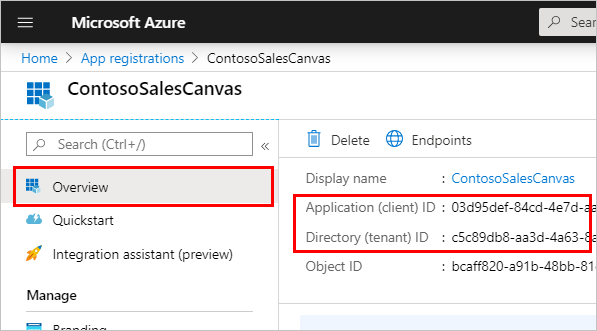 Microsoft Azure
Sear
Home > App registrations > ContosoSalesCanvas
ContosoSalesCanvas
Search (Ctrl+/) «
Delete Endpoints
Overview
Display name : ContosoSalesCanvas
Application (client) ID : 03d95def-84cd-4e7d-aa
Quickstart
Directory (tenant) ID : c5c89db8-aa3d-4a63-8a
Integration assistant (preview)
Object ID : bcaff820-a91b-48bb-81
Manage
Branding